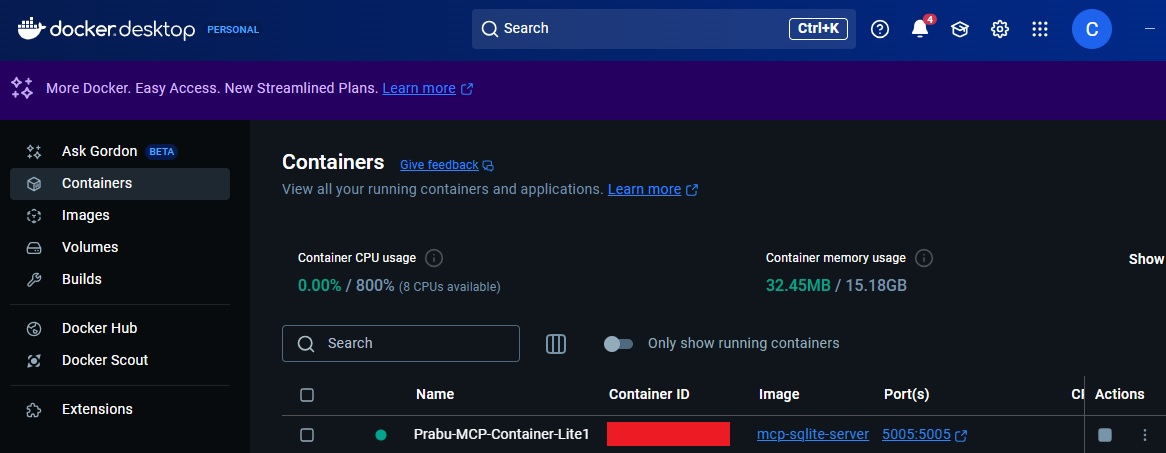 docker.desktop PERSONAL Search Ctrl+K 4 C
More Docker. Easy Access. New Streamlined Plans. Learn more
Ask Gordon BETA
Containers
Images
Volumes
Builds
Docker Hub
Docker Scout
Extensions
Containers Give feedback
View all your running containers and applications. Learn more
Container CPU usage
0.00% / 800% (8 CPUs available)
Container memory usage
32.45MB / 15.18GB
Show
Search
Only show running containers
Name Container ID Image Port(s) Actions
Prabu-MCP-Container-Lite1 mcp-sqlite-server 5005:5005